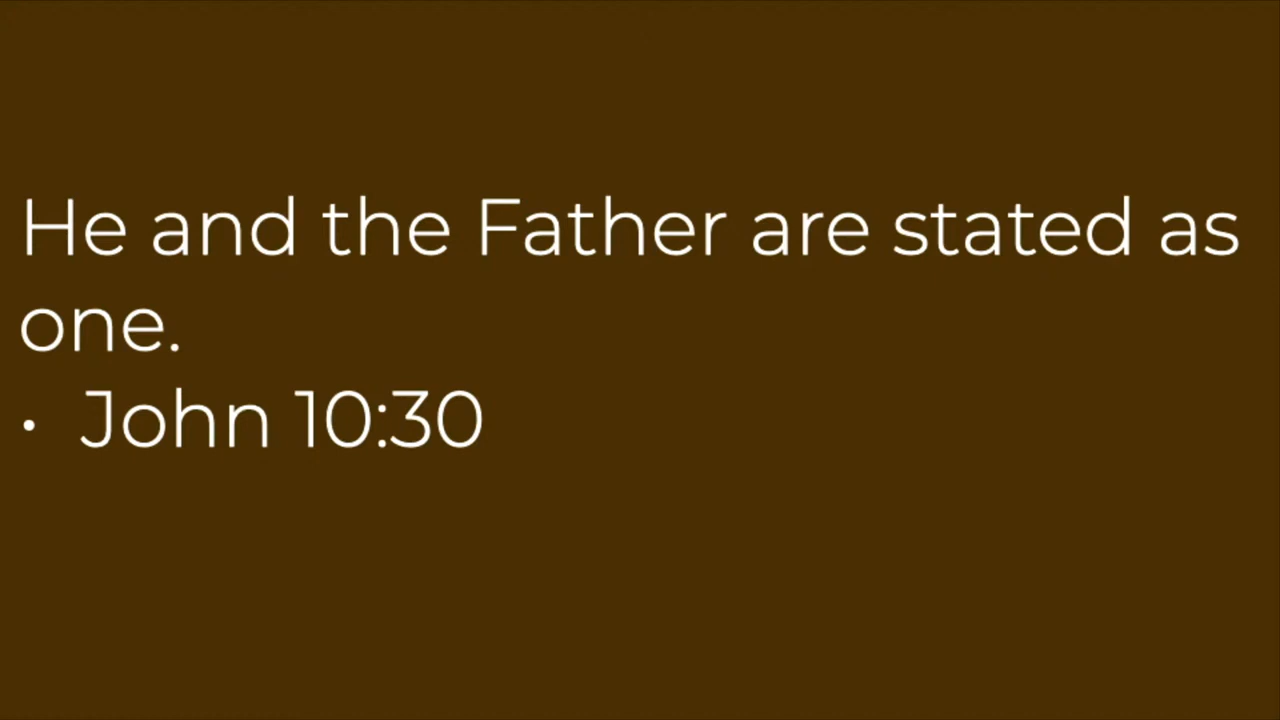 He and the Father are stated as
one.
• John 10:30